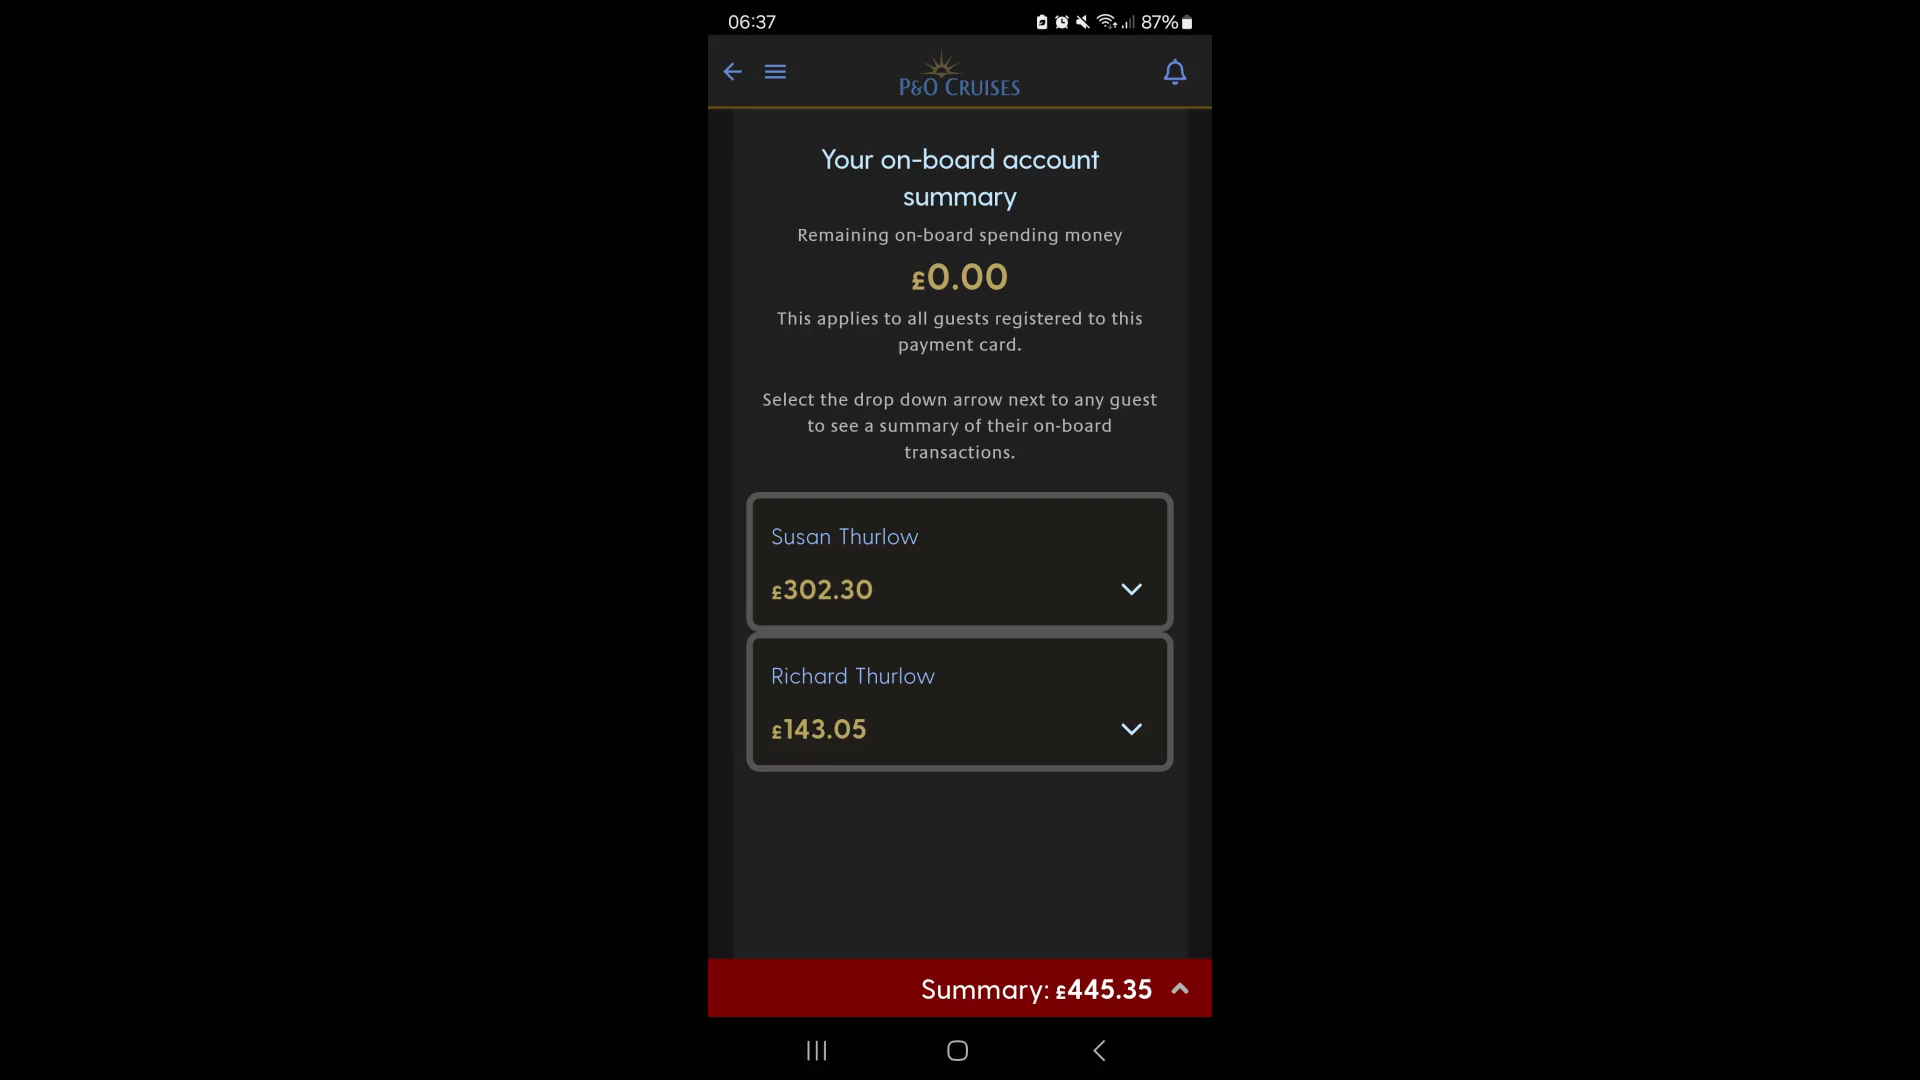 06:37
87%
P&O CRUISES
Your on-board account
summary
Remaining on-board spending money
£0.00
This applies to all guests registered to this
payment card.
Select the drop down arrow next to any guest
to see a summary of their on-board
transactions.
Susan Thurlow
£302.30
Richard Thurlow
£143.05
Summary: £445.35